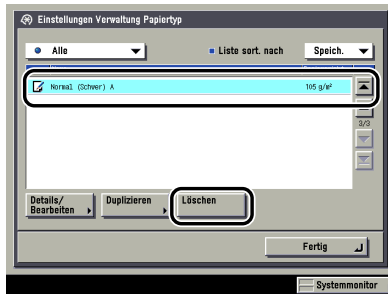 Einstellungen Verwaltung Papiertyp
Alle
Liste sort. nach
Speich.
Normal (Schwer) A
105 g/m²
3/3
Details/
Bearbeiten
Duplizieren
Löschen
Fertig
Systemmonitor